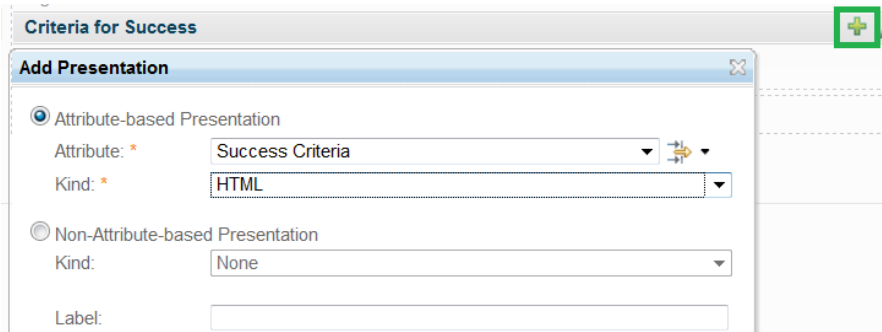 Criteria for Success
Add Presentation
Attribute-based Presentation
Attribute: * Success Criteria
Kind: * HTML
Non-Attribute-based Presentation
Kind: None
Label: